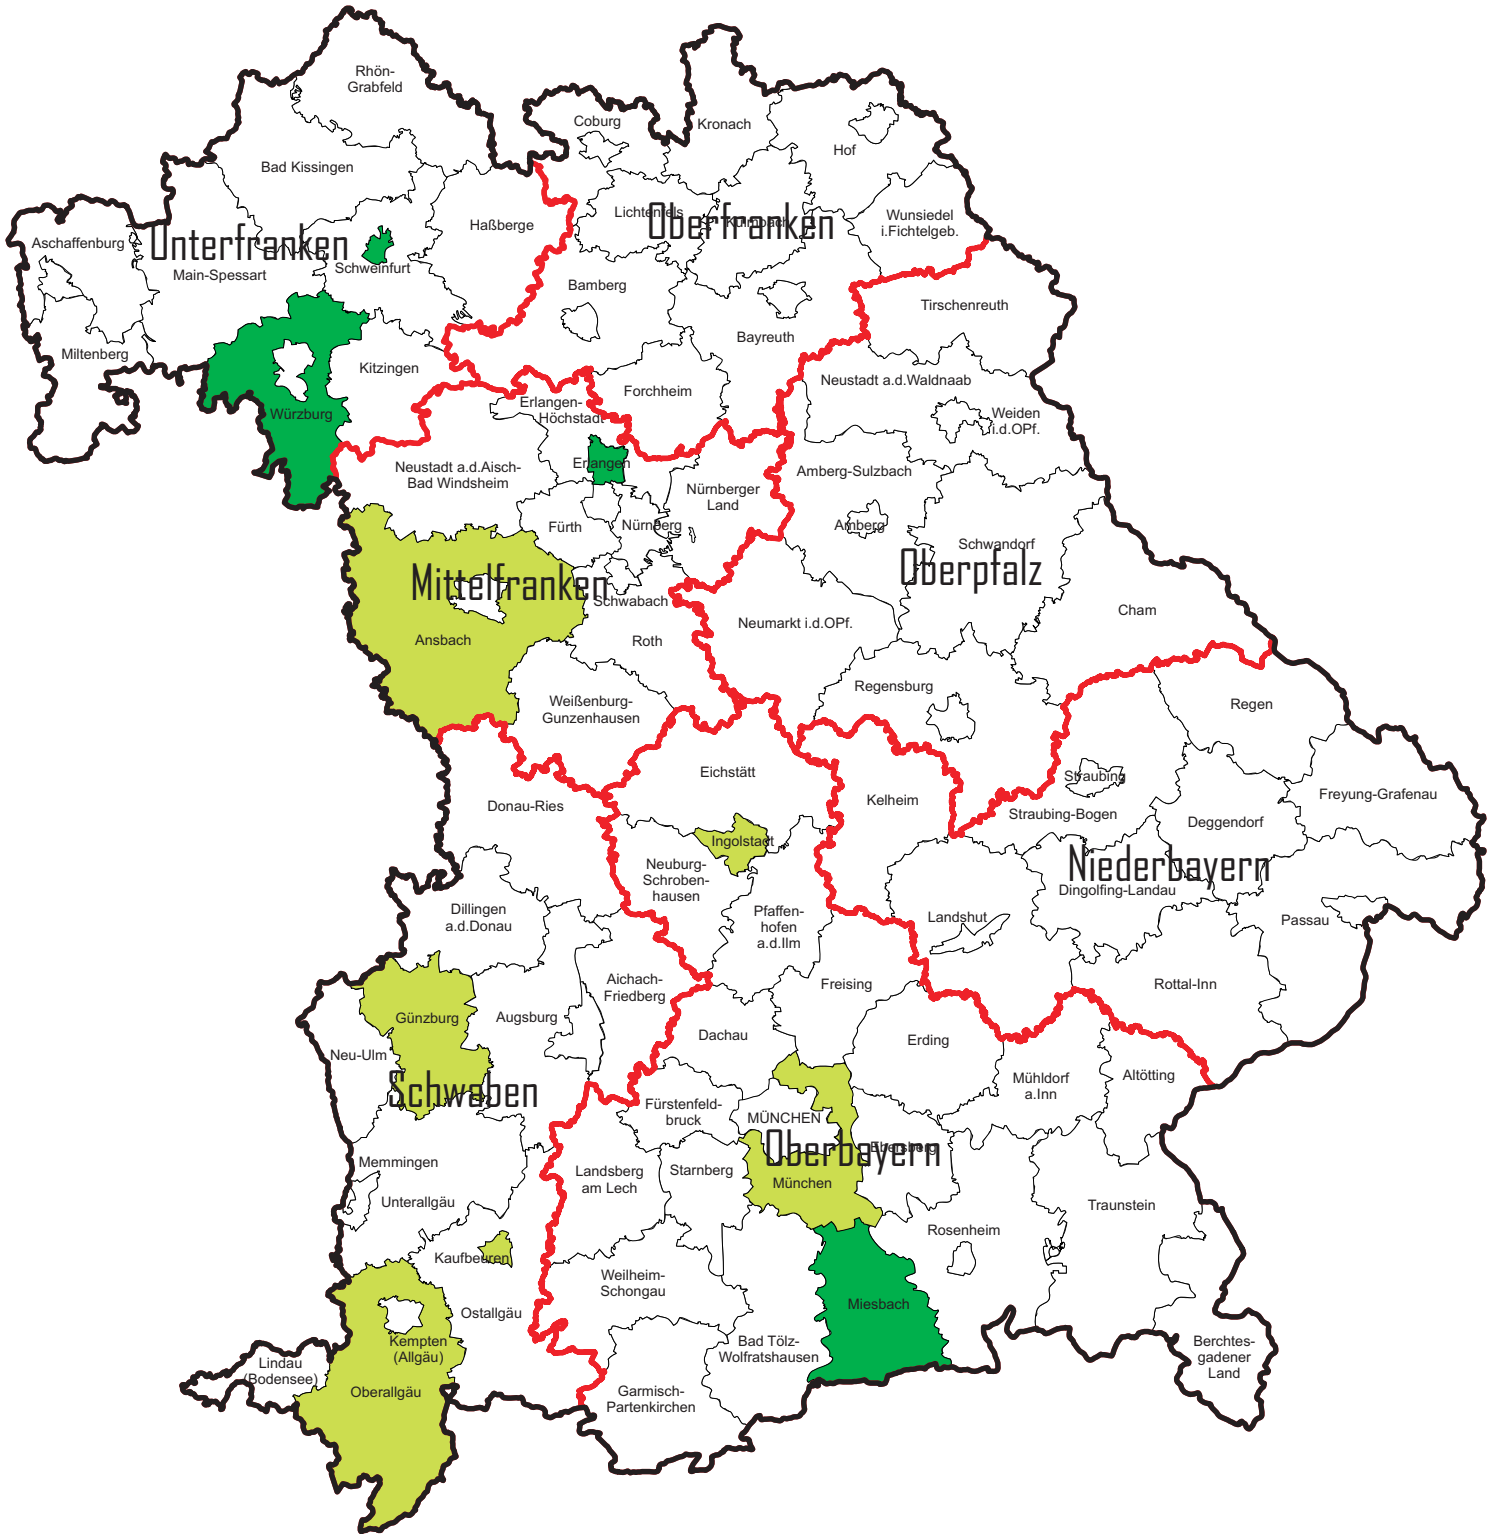 Rhön-
Grabfeld
Coburg
Kronach
Hof
Bad Kissingen
Lichtenfels
Oberfranken
Kulmbach
Wunsiedel
i.Fichtelgeb.
Haßberge
Aschaffenburg
Unterfranken
Main-Spessart
Schweinfurt
Bamberg
Tirschenreuth
Bayreuth
Miltenberg
Kitzingen
Forchheim
Neustadt a.d.Waldnaab
Erlangen-
Höchstadt
Würzburg
Weiden
i.d.OPf.
Erlangen
Neustadt a.d.Aisch-
Bad Windsheim
Amberg-Sulzbach
Nürnberger
Land
Fürth
Nürnberg
Amberg
Schwandorf
Oberpfalz
Mittelfranken
Schwabach
Cham
Neumarkt i.d.OPf.
Ansbach
Roth
Regensburg
Weißenburg-
Gunzenhausen
Regen
Eichstätt
Straubing
Freyung-Grafenau
Donau-Ries
Kelheim
Straubing-Bogen
Deggendorf
Ingolstadt
Neuburg-
Schroben-
hausen
Niederbayern
Dingolfing-Landau
Dillingen
a.d.Donau
Pfaffen-
hofen
a.d.Ilm
Landshut
Passau
Aichach-
Friedberg
Freising
Rottal-Inn
Günzburg
Augsburg
Dachau
Erding
Neu-Ulm
Schwaben
Mühldorf
a.Inn
Altötting
Fürstenfeld-
bruck
MÜNCHEN
Oberbayern
Ebersberg
Memmingen
Landsberg
am Lech
Starnberg
München
Unterallgäu
Traunstein
Rosenheim
Kaufbeuren
Weilheim-
Schongau
Miesbach
Ostallgäu
Kempten
(Allgäu)
Bad Tölz-
Wolfratshausen
Berchtes-
gadener
Land
Lindau
(Bodensee)
Oberallgäu
Garmisch-
Partenkirchen